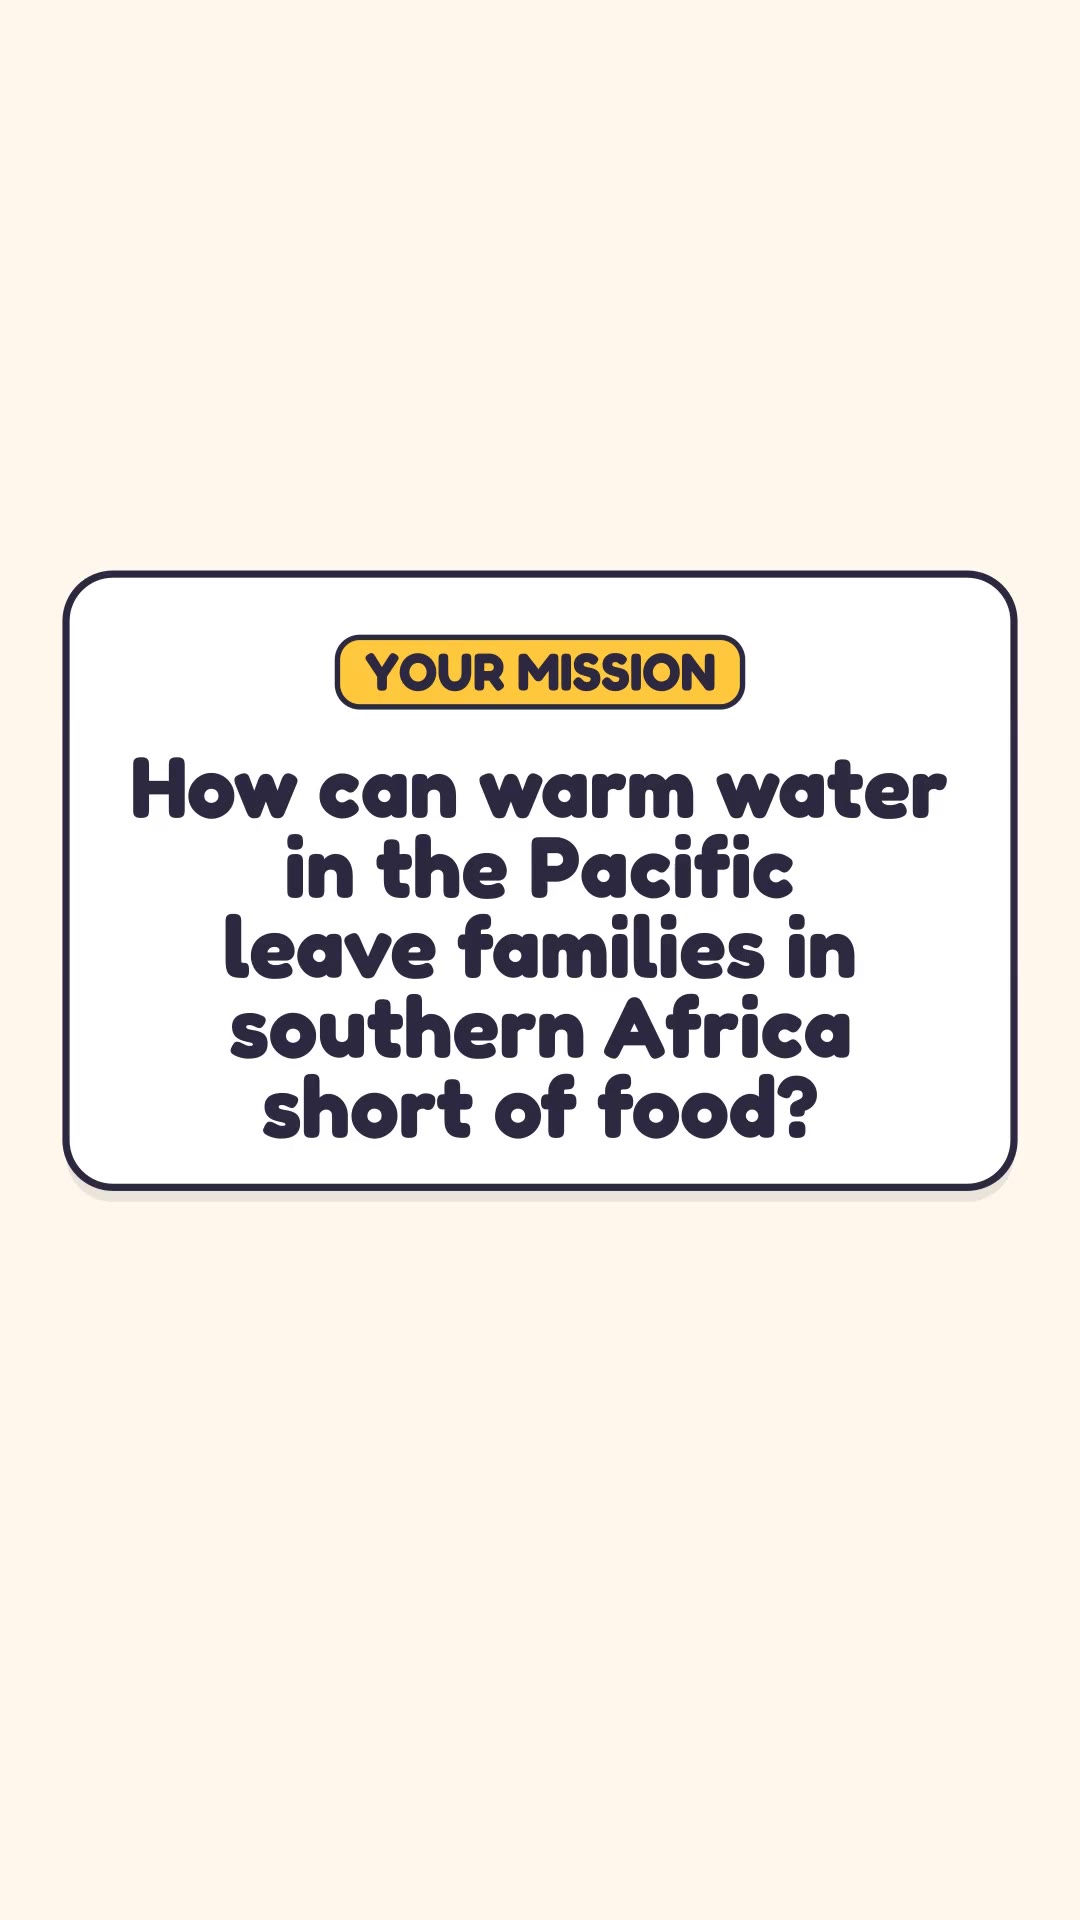 YOUR MISSION
How can warm water
in the Pacific
leave families in
southern Africa
short of food?